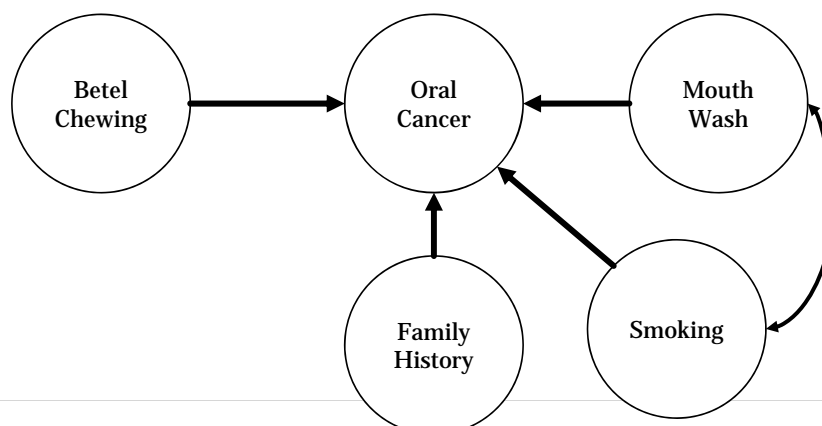 Betel
Chewing
Oral
Cancer
Mouth
Wash
Family
History
Smoking